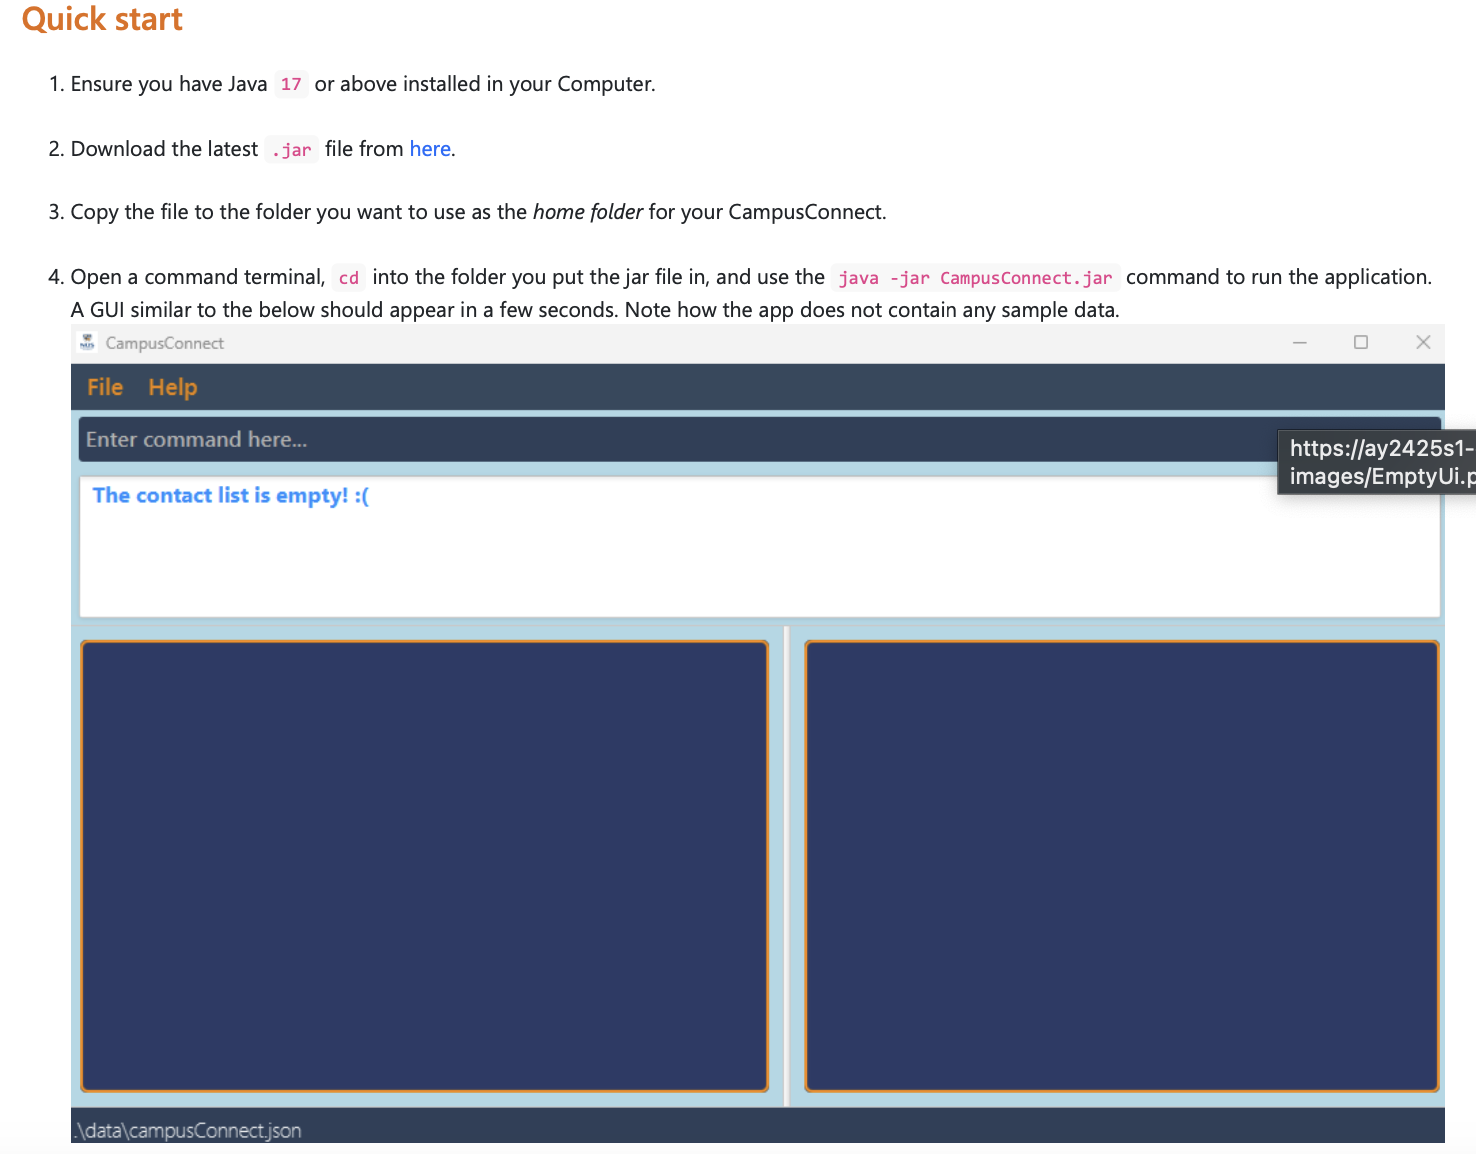 Quick start
1. Ensure you have Java 17 or above installed in your Computer.
2. Download the latest .jar file from here.
3. Copy the file to the folder you want to use as the home folder for your CampusConnect.
4. Open a command terminal, cd into the folder you put the jar file in, and use the java -jar CampusConnect.jar command to run the application.
A GUI similar to the below should appear in a few seconds. Note how the app does not contain any sample data.
NUS CampusConnect
File Help
Enter command here...
https://ay2425s1-
images/EmptyUi.p
The contact list is empty! :(
.\data\campusConnect.json